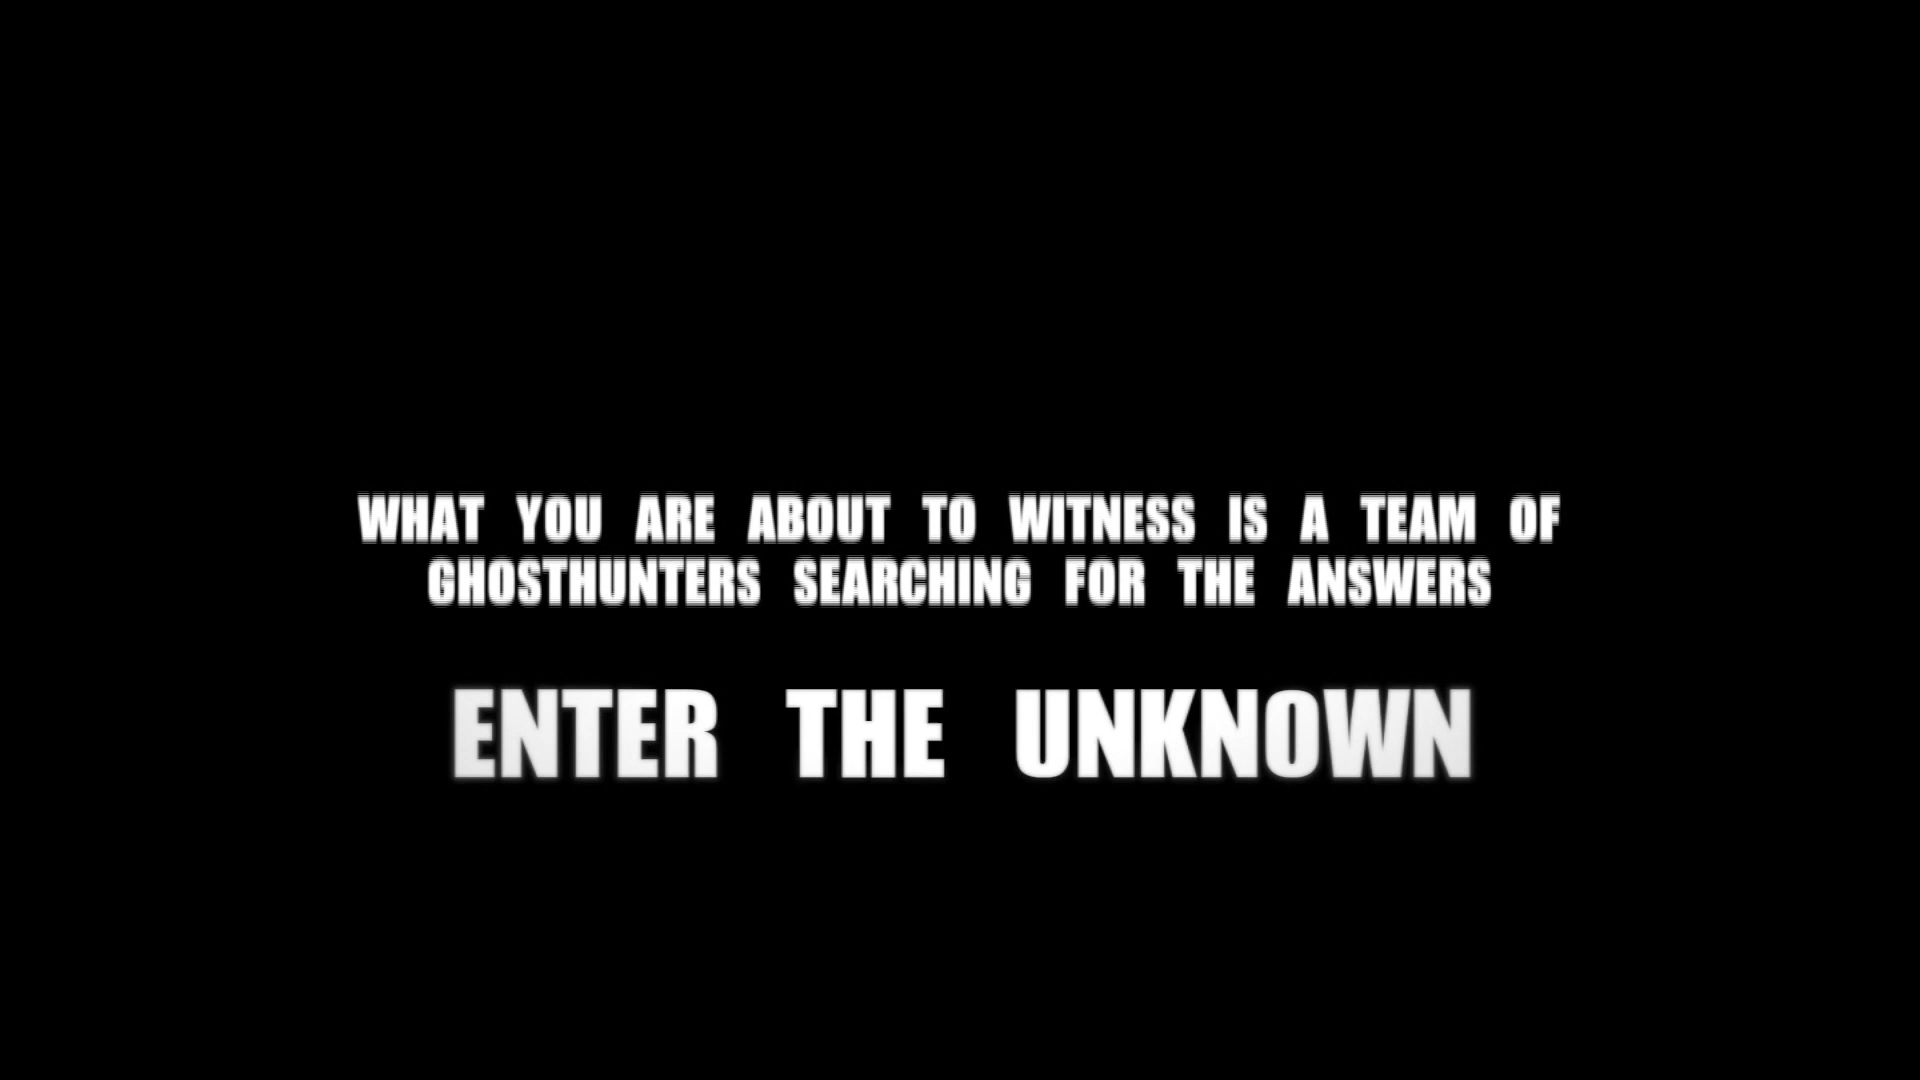 WHAT YOU ARE ABOUT TO WITNESS IS A TEAM OF
GHOSTHUNTERS SEARCHING FOR THE ANSWERS
ENTER THE UNKNOWN